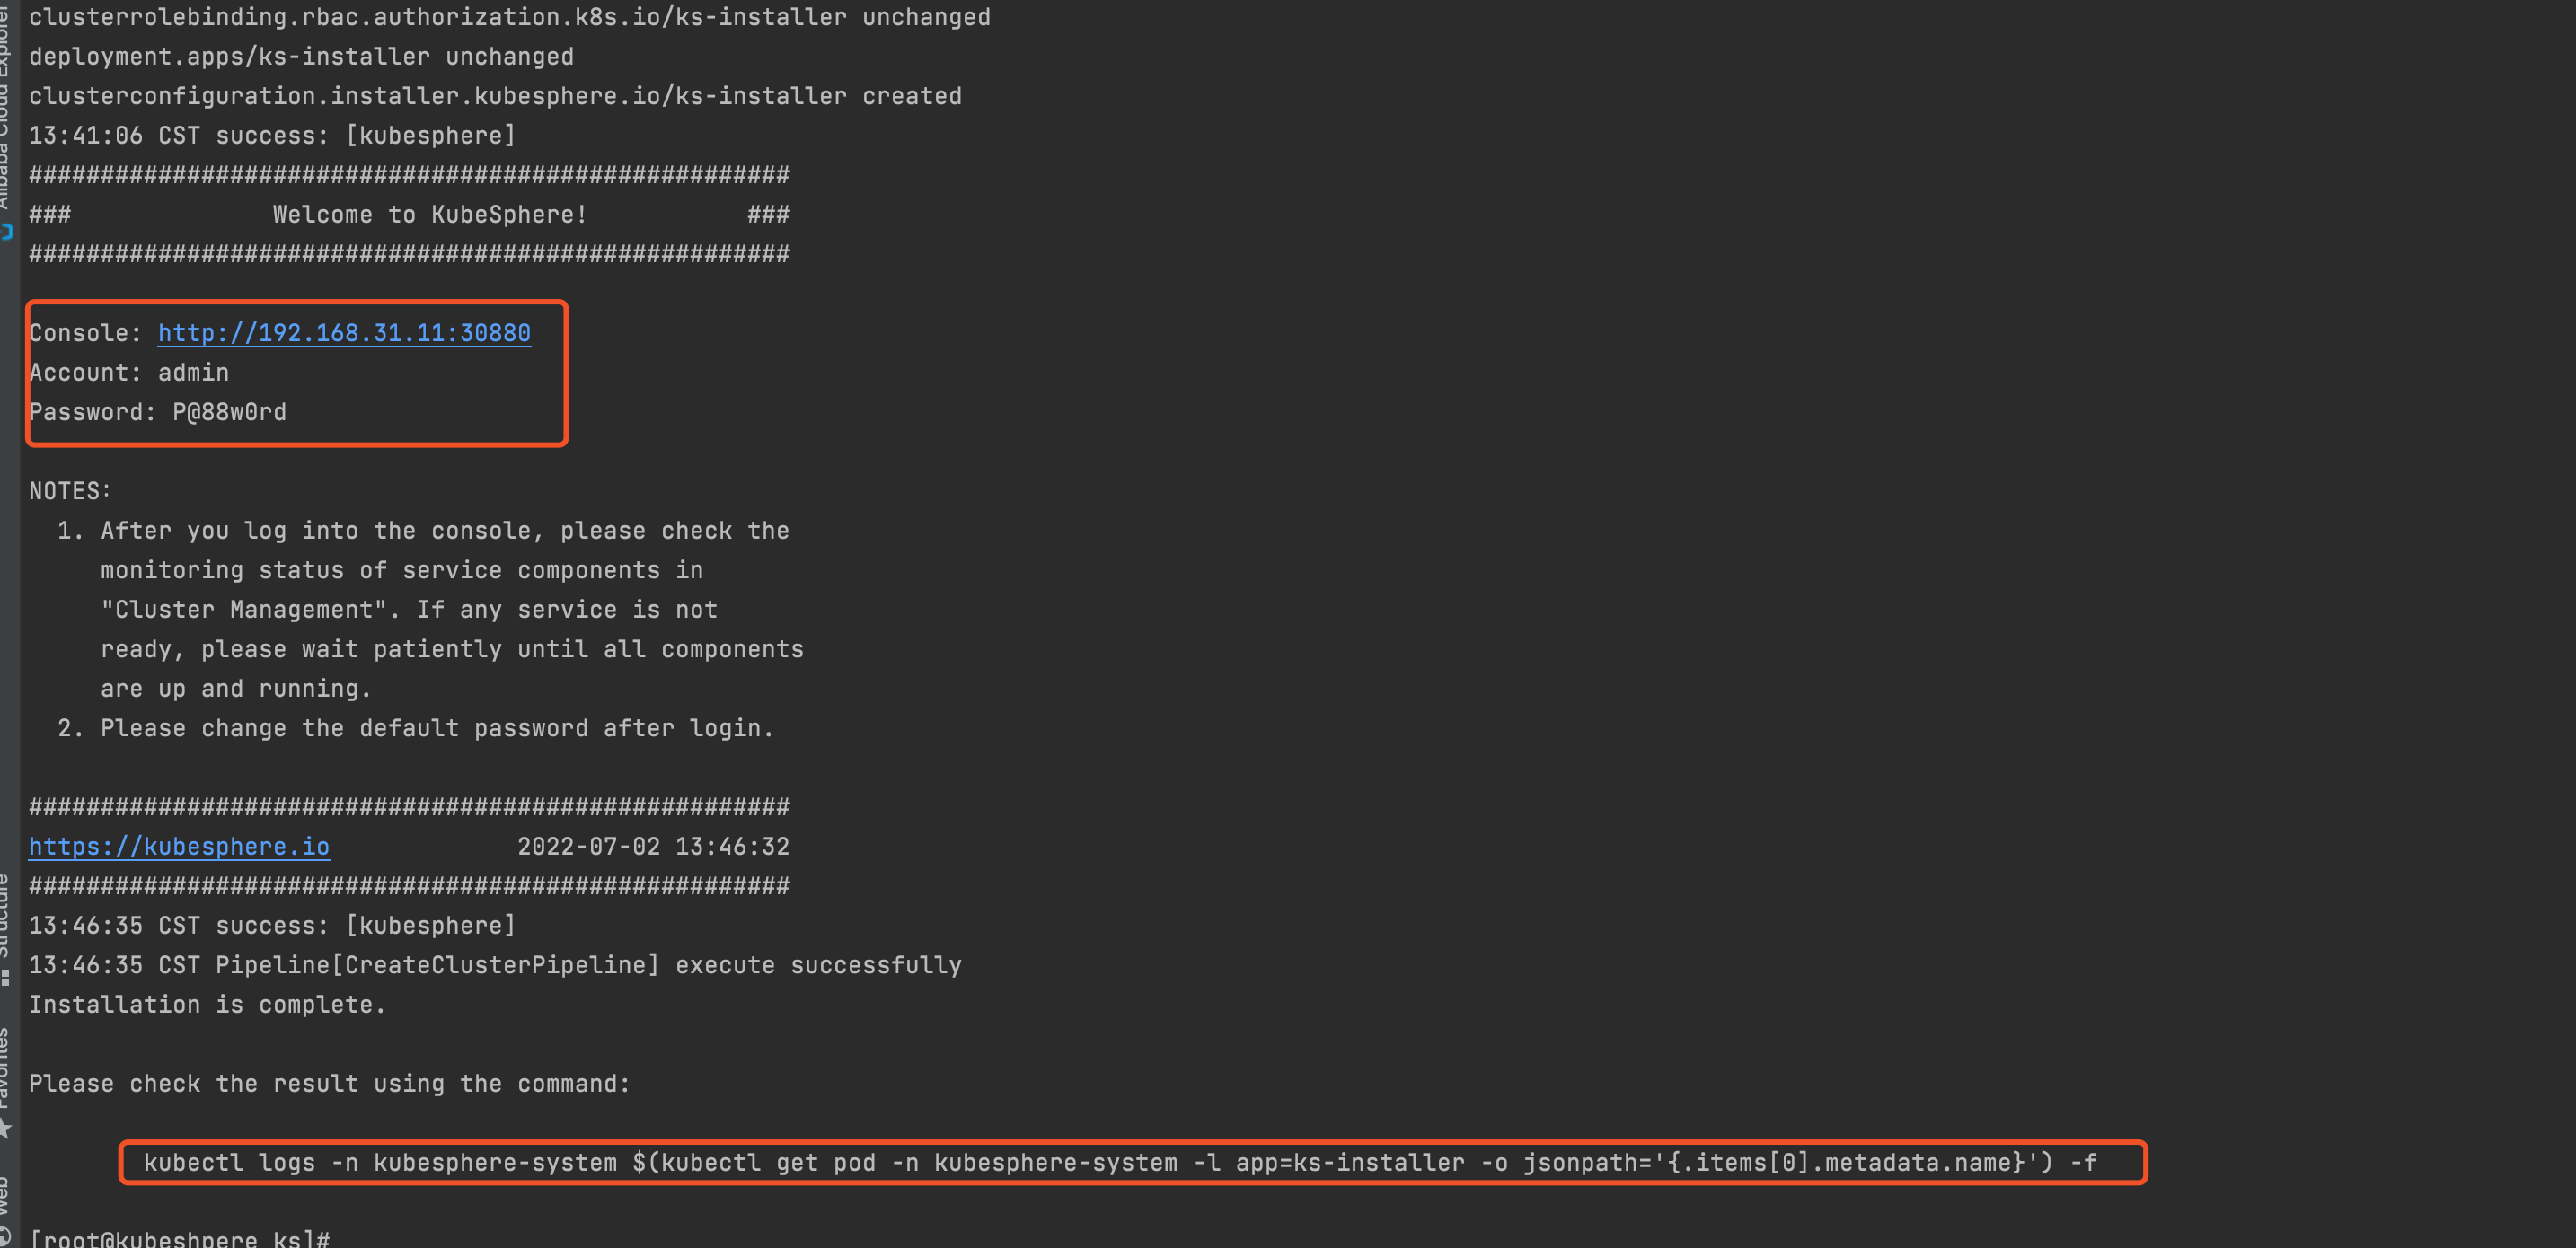 clusterrolebinding.rbac.authorization.k8s.io/ks-installer unchanged
deployment.apps/ks-installer unchanged
clusterconfiguration.installer.kubesphere.io/ks-installer created
13:41:06 CST success: [kubesphere]
#####################################################
###              Welcome to KubeSphere!           ###
#####################################################
Console: http://192.168.31.11:30880
Account: admin
Password: P@88w0rd
NOTES:
  1. After you log into the console, please check the
     monitoring status of service components in
     "Cluster Management". If any service is not
     ready, please wait patiently until all components
     are up and running.
  2. Please change the default password after login.
#####################################################
https://kubesphere.io             2022-07-02 13:46:32
#####################################################
13:46:35 CST success: [kubesphere]
13:46:35 CST Pipeline[CreateClusterPipeline] execute successfully
Installation is complete.
Please check the result using the command:
        kubectl logs -n kubesphere-system $(kubectl get pod -n kubesphere-system -l app=ks-installer -o jsonpath='{.items[0].metadata.name}') -f
[root@kubeshpere ks]#
Alibaba Cloud Explorer
Structure
Favorites
Web